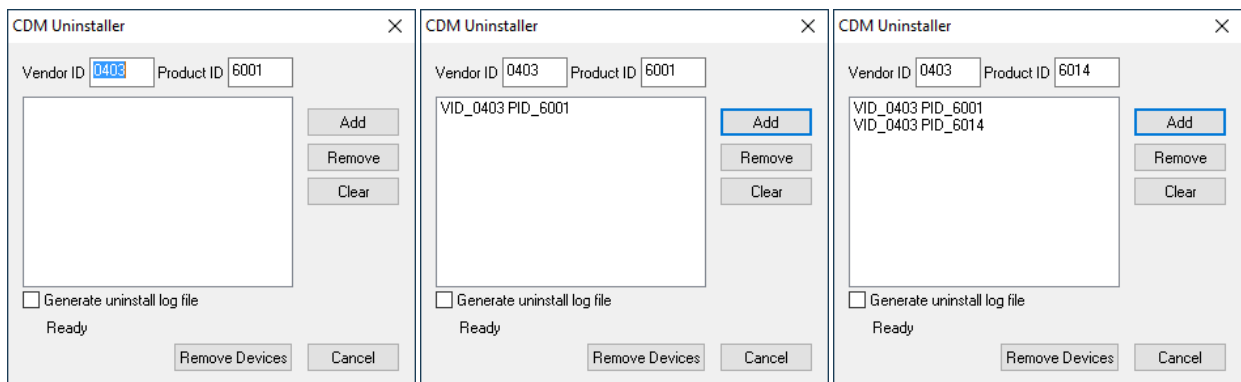 CDM Uninstaller
Vendor ID 0403 Product ID 6001
Add
Remove
Clear
Generate uninstall log file
Ready
Remove Devices Cancel
CDM Uninstaller
Vendor ID 0403 Product ID 6001
VID_0403 PID_6001
Add
Remove
Clear
Generate uninstall log file
Ready
Remove Devices Cancel
CDM Uninstaller
Vendor ID 0403 Product ID 6014
VID_0403 PID_6001
VID_0403 PID_6014
Add
Remove
Clear
Generate uninstall log file
Ready
Remove Devices Cancel